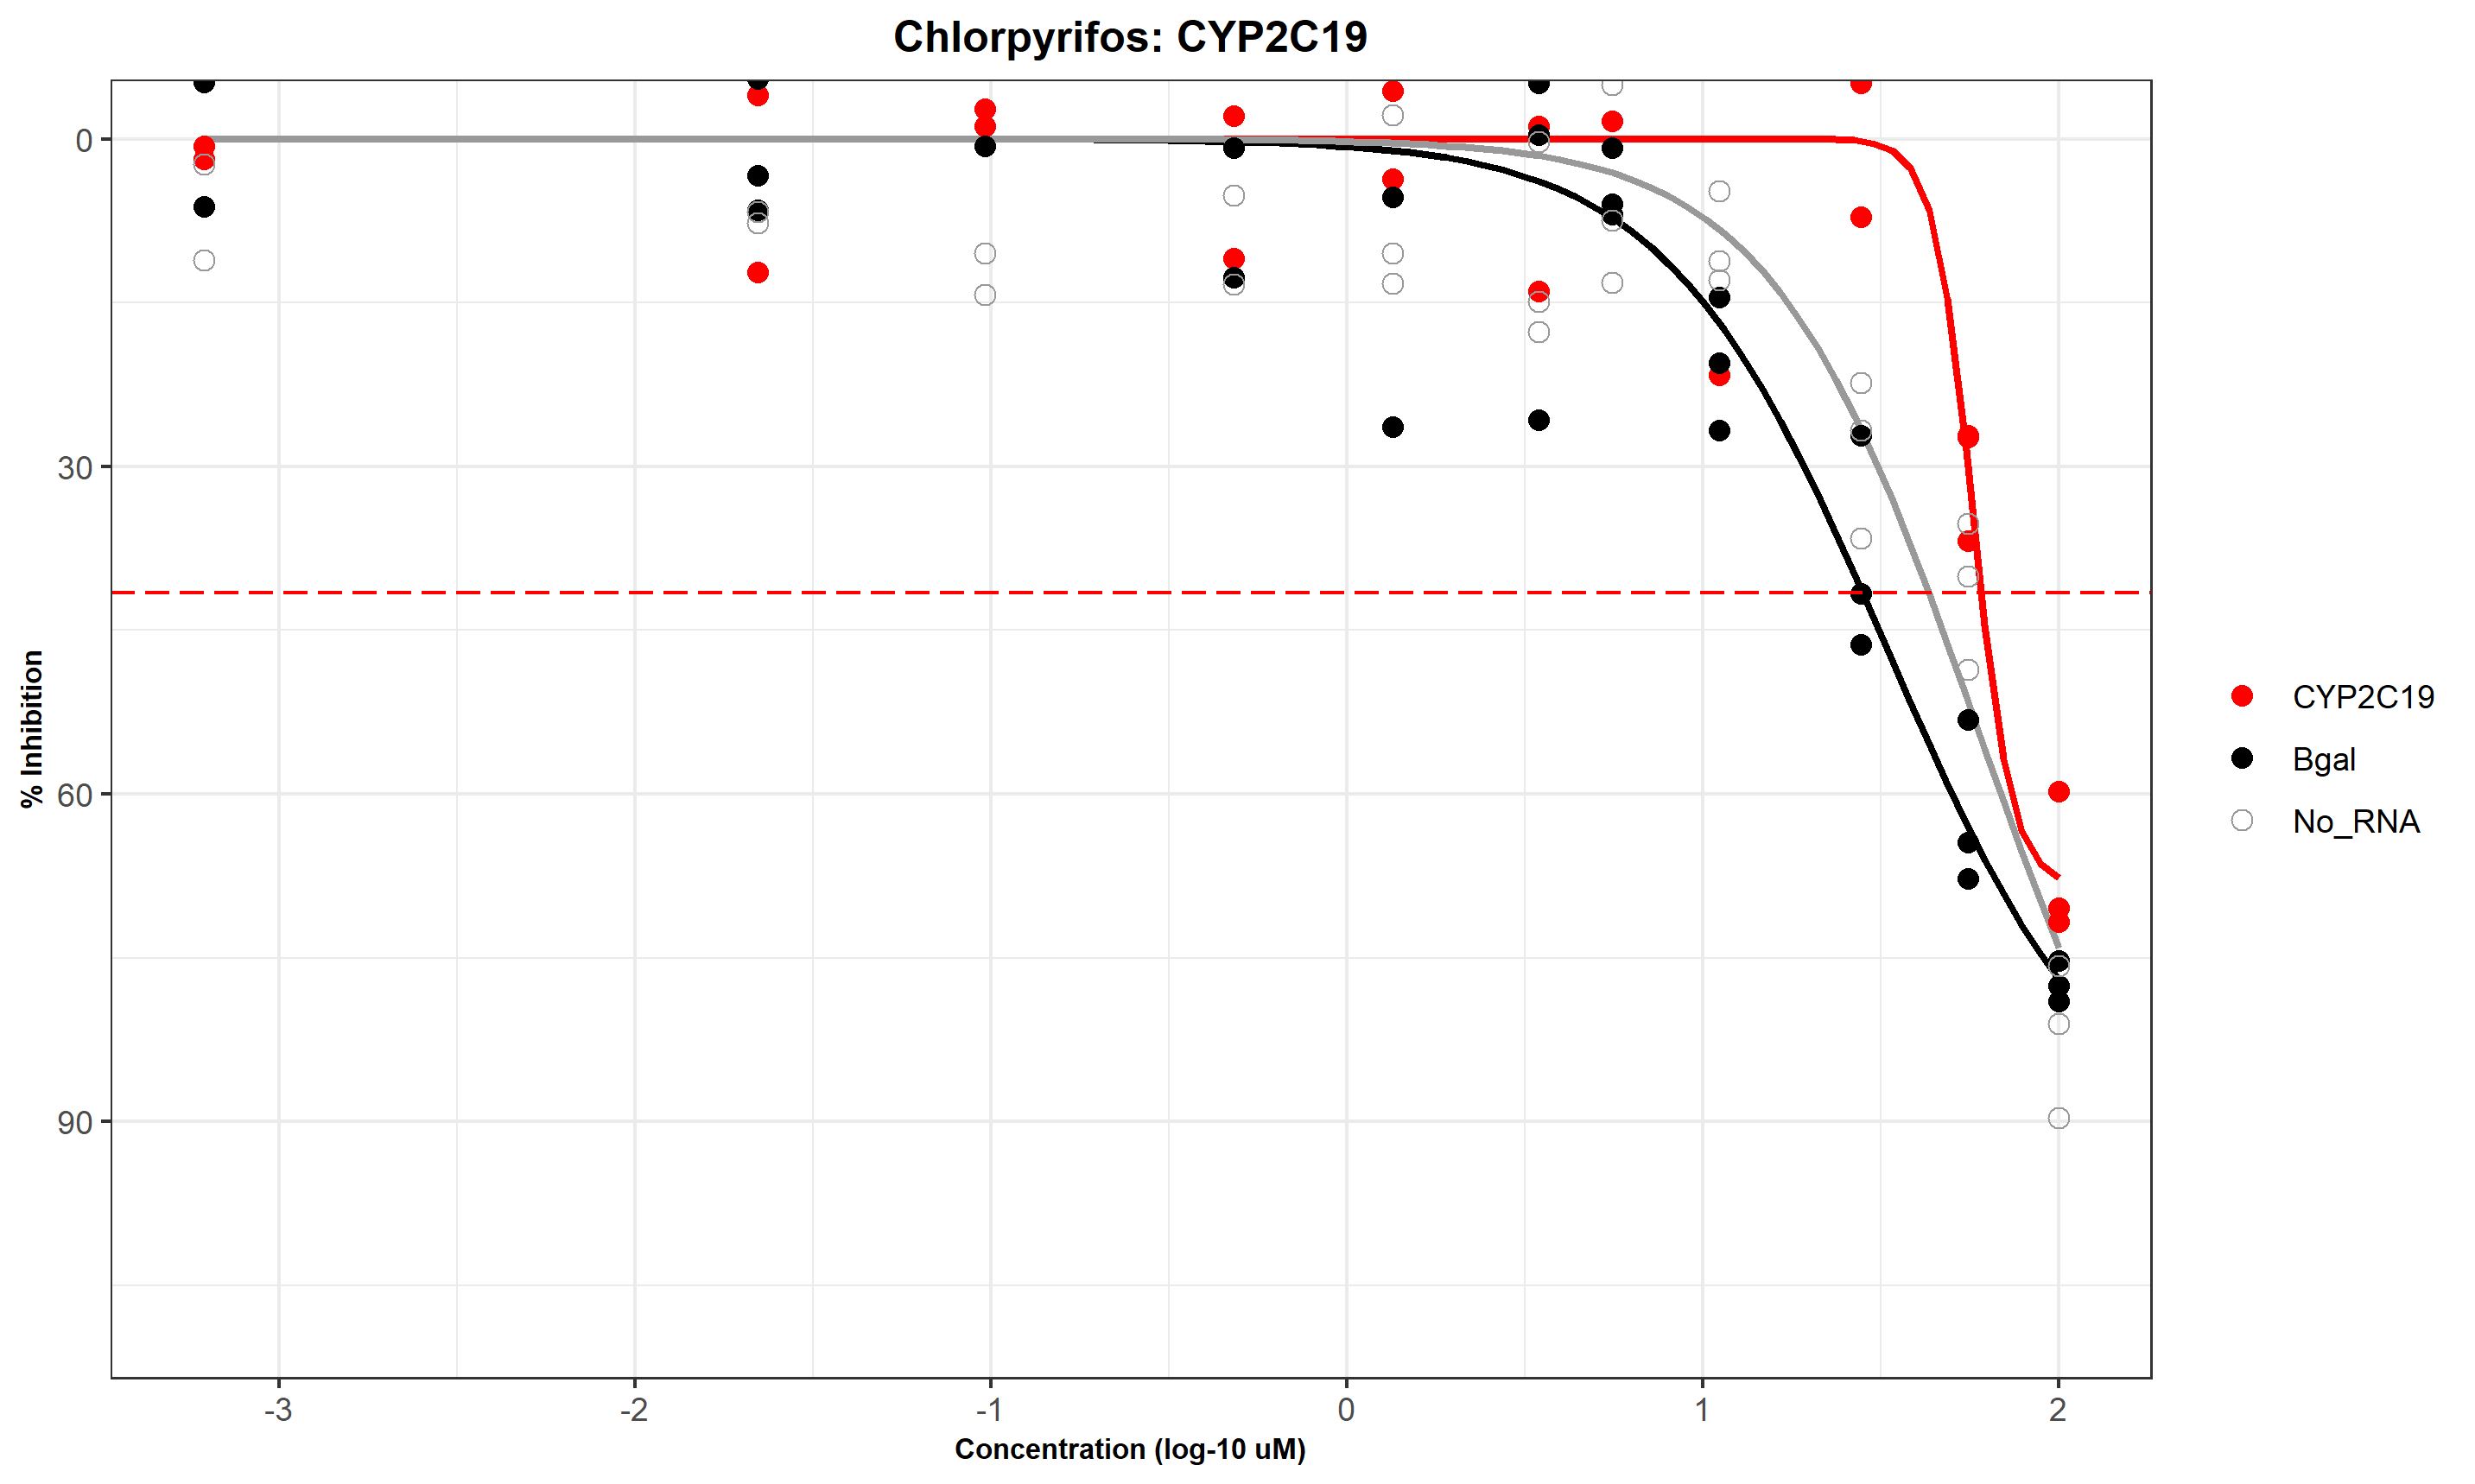 Chlorpyrifos: CYP2C19
0
30
60
90
% Inhibition
-3
-2
-1
0
1
2
Concentration (log-10 uM)
CYP2C19
Bgal
No_RNA